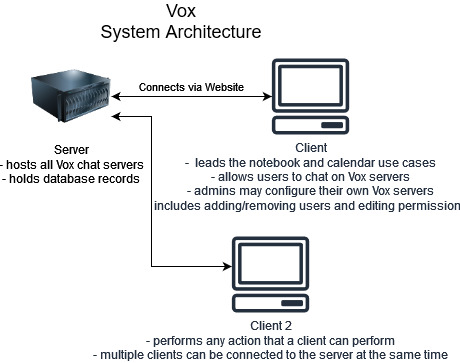 Vox
System Architecture
Connects via Website
Server
- hosts all Vox chat servers
- holds database records
Client
- leads the notebook and calendar use cases
- allows users to chat on Vox servers
- admins may configure their own Vox servers
includes adding/removing users and editing permission
Client 2
- performs any action that a client can perform
- multiple clients can be connected to the server at the same time